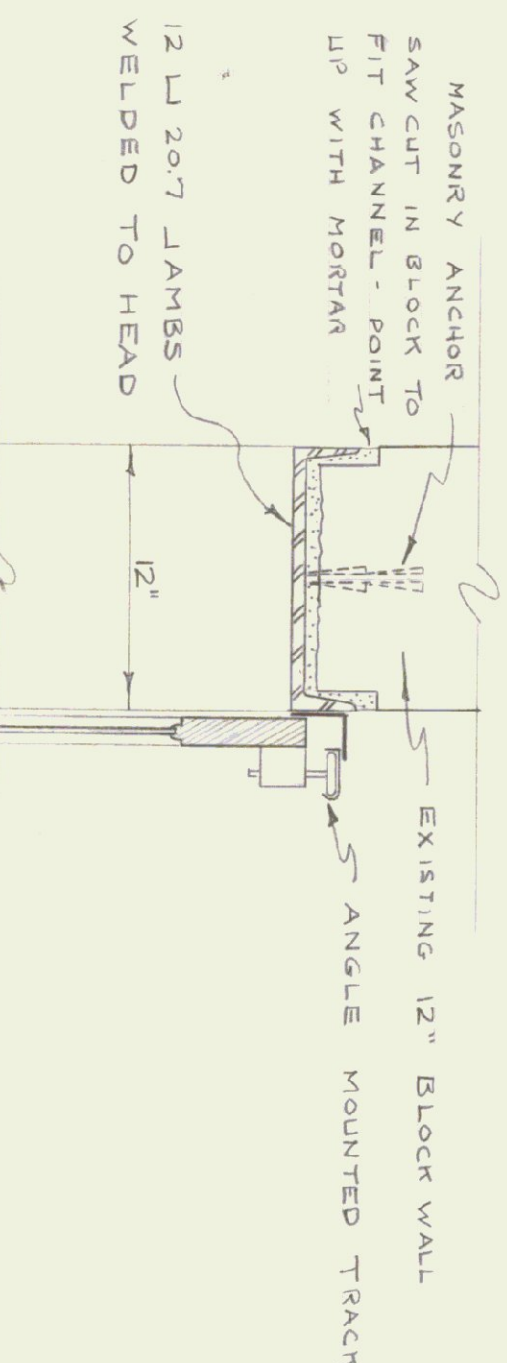 MASONRY ANCHOR
SAW CUT IN BLOCK TO
FIT CHANNEL - POINT
UP WITH MORTAR
EXISTING 12" BLOCK WALL
ANGLE MOUNTED TRACK
12 ⊔ 20.7 JAMBS
WELDED TO HEAD
12"